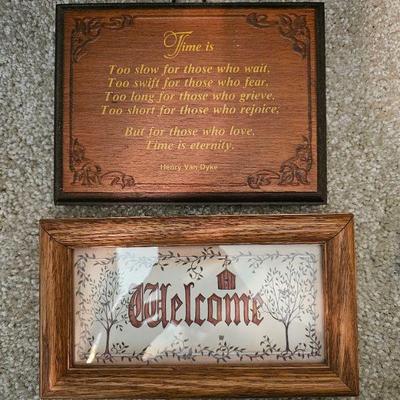 Time is
Too slow for those who wait,
Too swift for those who fear,
Too long for those who grieve,
Too short for those who rejoice,
But for those who love,
Time is eternity.
Henry Van Dyke
Welcome